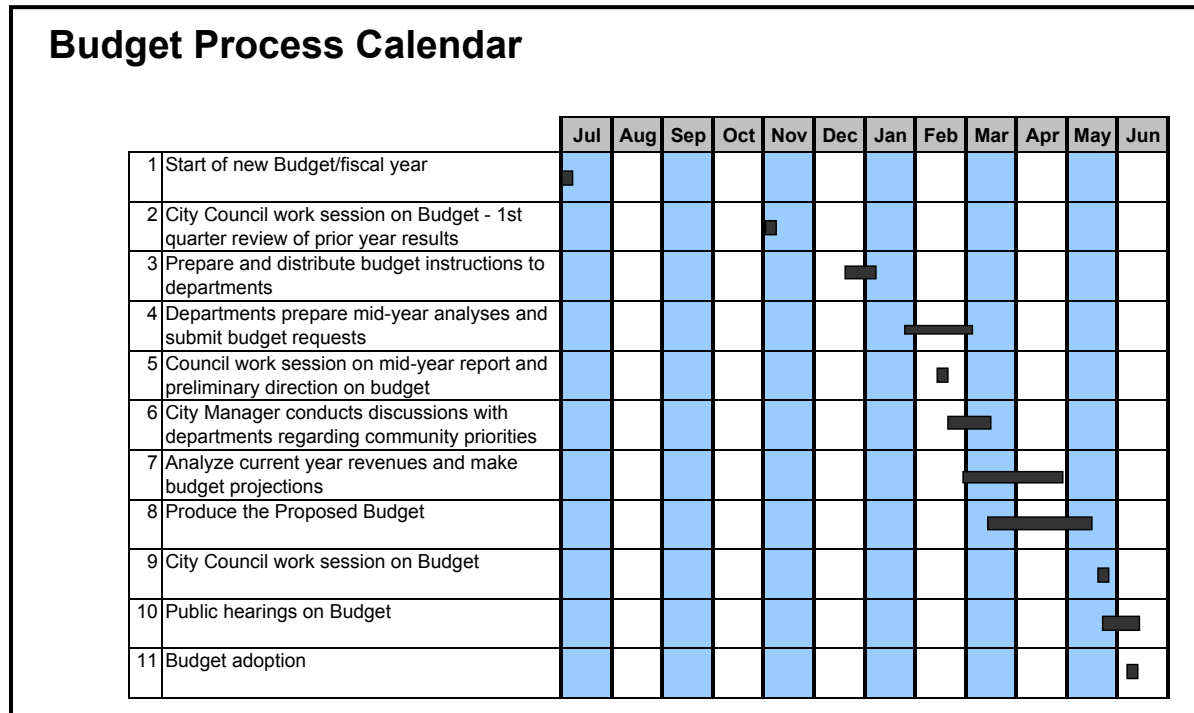 Budget Process Calendar
Jul Aug Sep Oct Nov Dec Jan Feb Mar Apr May Jun
1 Start of new Budget/fiscal year
2 City Council work session on Budget - 1st
quarter review of prior year results
3 Prepare and distribute budget instructions to
departments
4 Departments prepare mid-year analyses and
submit budget requests
5 Council work session on mid-year report and
preliminary direction on budget
6 City Manager conducts discussions with
departments regarding community priorities
7 Analyze current year revenues and make
budget projections
8 Produce the Proposed Budget
9 City Council work session on Budget
10 Public hearings on Budget
11 Budget adoption